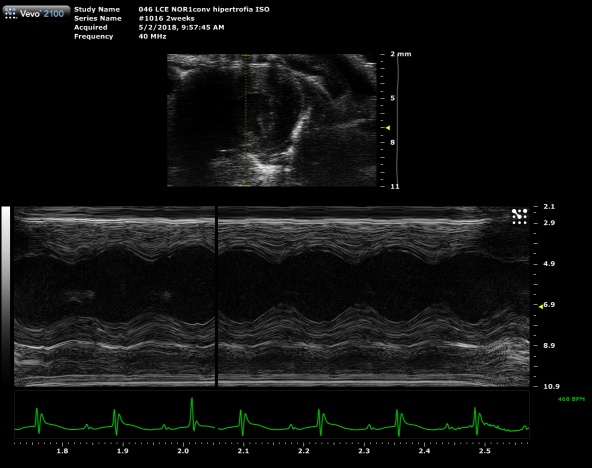 Vevo 2100
Study Name 046 LCE NOR1conv hipertrofia ISO
Series Name #1016 2weeks
Acquired 5/2/2018, 9:57:45 AM
Frequency 40 MHz
2 mm
5
8
11
2.1
2.9
4.9
6.9
8.9
10.9
468 BPM
1.8 1.9 2.0 2.1 2.2 2.3 2.4 2.5